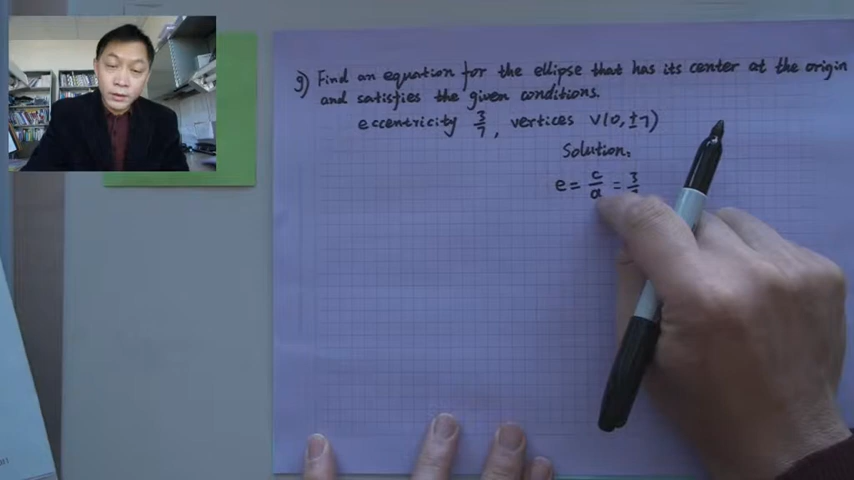 9) Find an equation for the ellipse that has its center at the origin
and satisfies the given conditions.
eccentricity 3/7, vertices V(0, ±7)
Solution:
e = c/a = 3/7